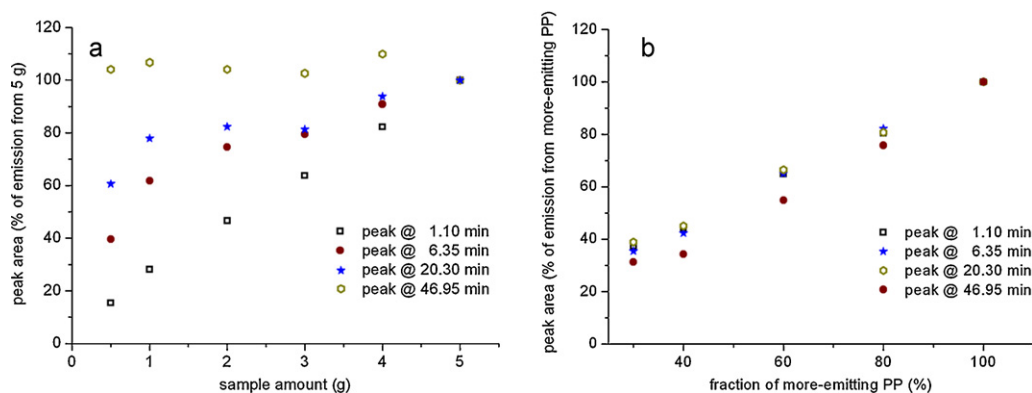 a
peak area (% of emission from 5 g)
120
100
80
60
40
20
0
peak @ 1.10 min
peak @ 6.35 min
peak @ 20.30 min
peak @ 46.95 min
0 1 2 3 4 5
sample amount (g)
b
peak area (% of emission from more-emitting PP)
120
100
80
60
40
20
0
peak @ 1.10 min
peak @ 6.35 min
peak @ 20.30 min
peak @ 46.95 min
40 60 80 100
fraction of more-emitting PP (%)